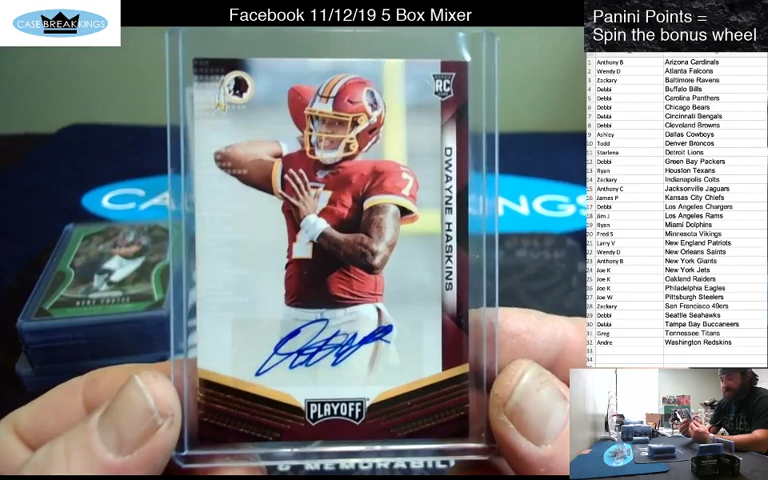 CASE BREAK KINGS
Facebook 11/12/19 5 Box Mixer
Panini Points =
Spin the bonus wheel
1 Anthony B Arizona Cardinals
2 Wendy D Atlanta Falcons
3 Zackary Baltimore Ravens
4 Debbi Buffalo Bills
5 Debbi Carolina Panthers
6 Debbi Chicago Bears
7 Debbi Cincinnati Bengals
8 Debbi Cleveland Browns
9 Ashley Dallas Cowboys
10 Todd Denver Broncos
11 Starlena Detroit Lions
12 Debbi Green Bay Packers
13 Ryan Houston Texans
14 Zackary Indianapolis Colts
15 Anthony C Jacksonville Jaguars
16 James P Kansas City Chiefs
17 Debbi Los Angeles Chargers
18 Jim J Los Angeles Rams
19 Ryan Miami Dolphins
20 Fred S Minnesota Vikings
21 Larry V New England Patriots
22 Wendy D New Orleans Saints
23 Anthony B New York Giants
24 Joe K New York Jets
25 Joe K Oakland Raiders
26 Joe K Philadelphia Eagles
27 Joe W Pittsburgh Steelers
28 Zackary San Francisco 49ers
29 Debbi Seattle Seahawks
30 Debbi Tampa Bay Buccaneers
31 Greg Tennessee Titans
32 Andre Washington Redskins
33
34
RC
DWAYNE HASKINS
7
7
PLAYOFF
CA
NGS
& MEMORABILI